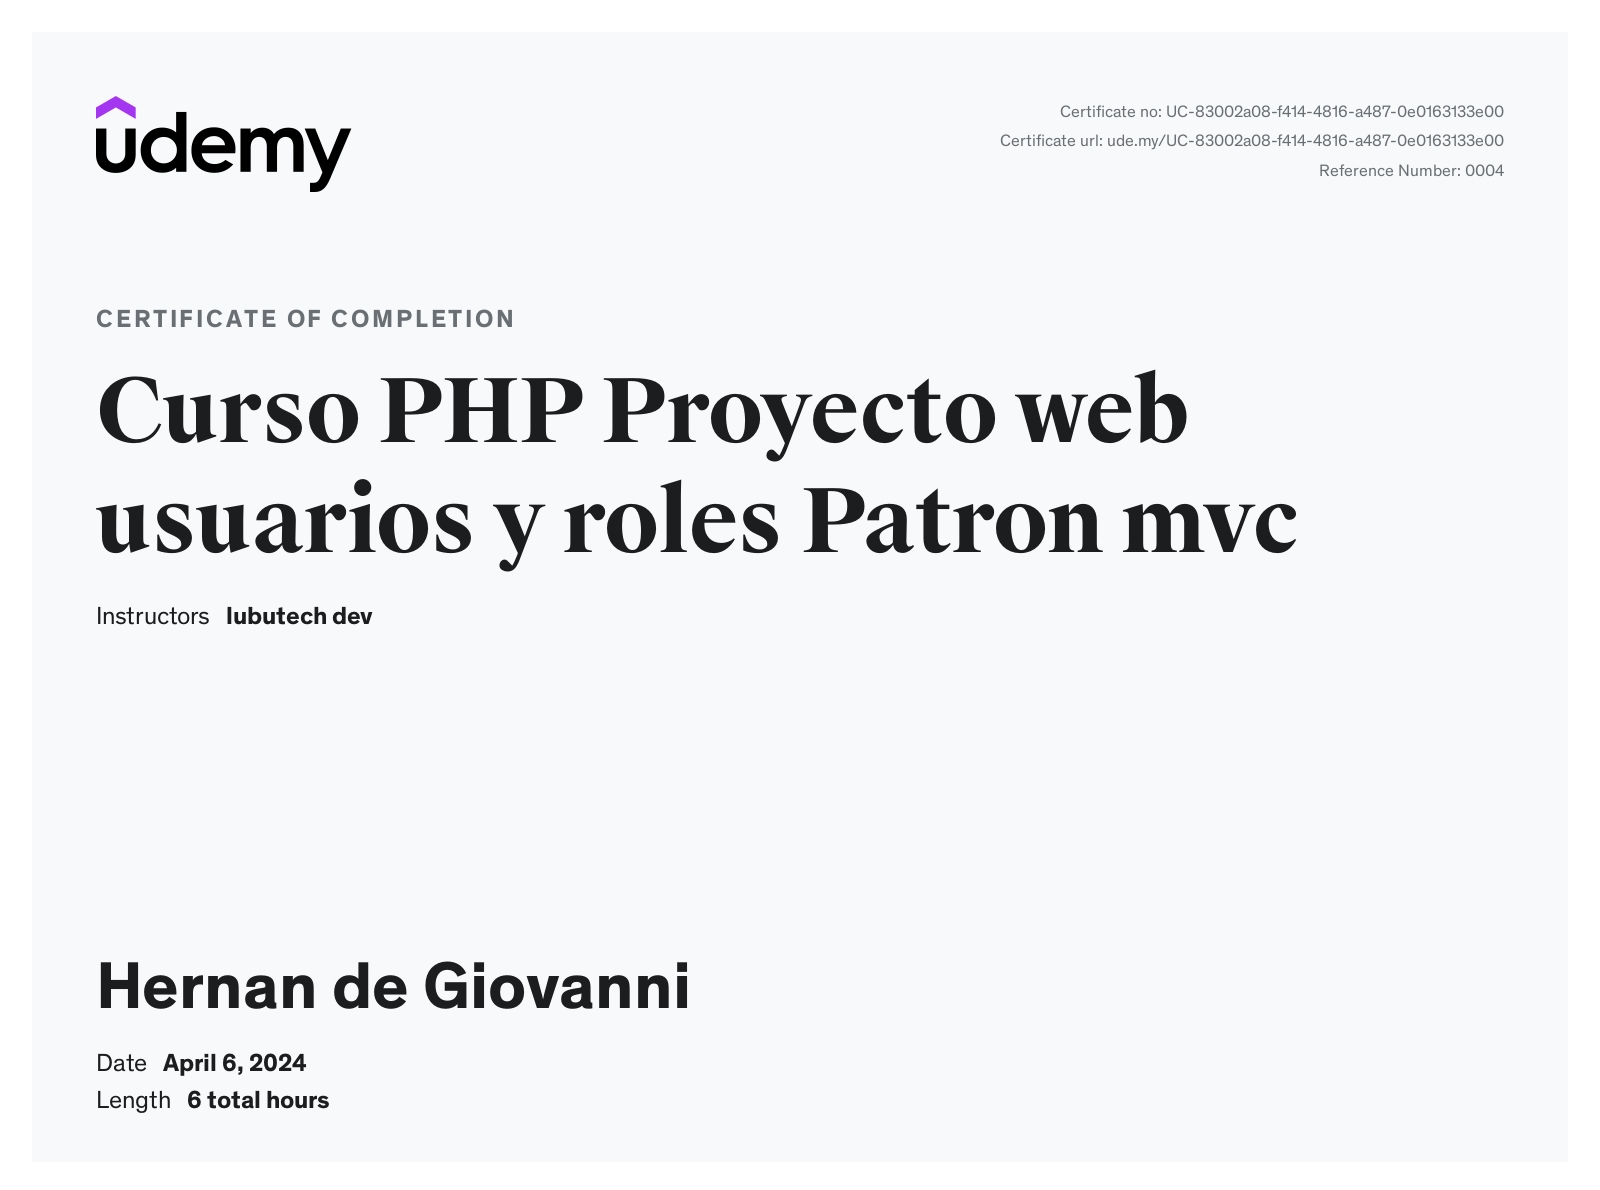 udemy
Certificate no: UC-83002a08-f414-4816-a487-0e0163133e00
Certificate url: ude.my/UC-83002a08-f414-4816-a487-0e0163133e00
Reference Number: 0004
CERTIFICATE OF COMPLETION
Curso PHP Proyecto web
usuarios y roles Patron mvc
Instructors lubutech dev
Hernan de Giovanni
Date April 6, 2024
Length 6 total hours